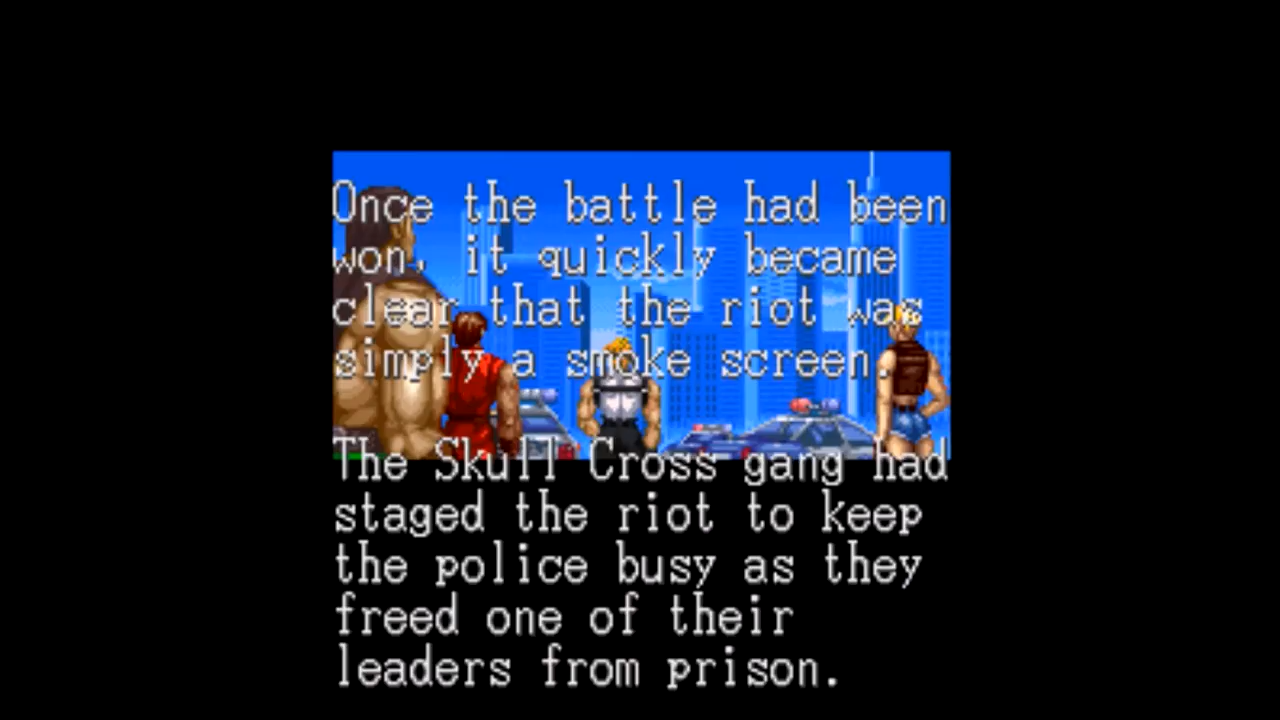 Once the battle had been
won, it quickly became
clear that the riot was
simply a smoke screen.
The Skull Cross gang had
staged the riot to keep
the police busy as they
freed one of their
leaders from prison.